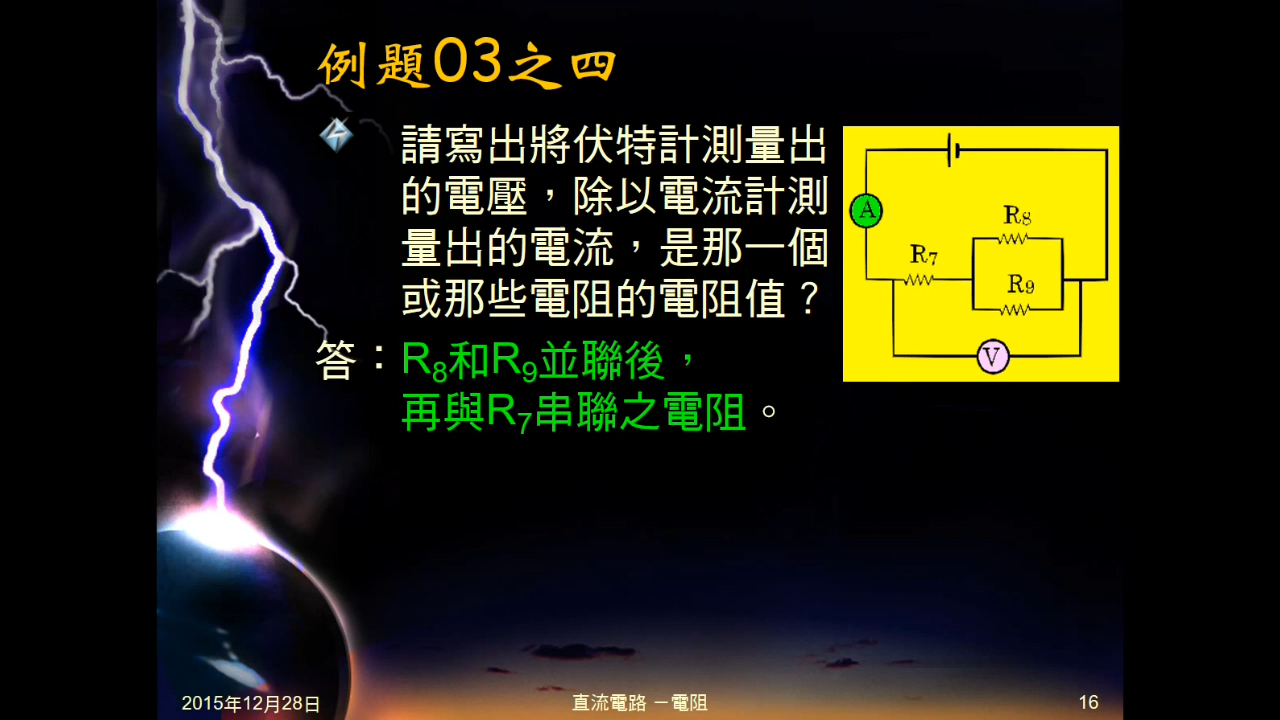 例題03之四
請寫出將伏特計測量出
的電壓，除以電流計測
量出的電流，是那一個
或那些電阻的電阻值？
答：R₈和R₉並聯後，
再與R₇串聯之電阻。
A
R₈
R₇
R₉
V
2015年12月28日
直流電路 －電阻
16